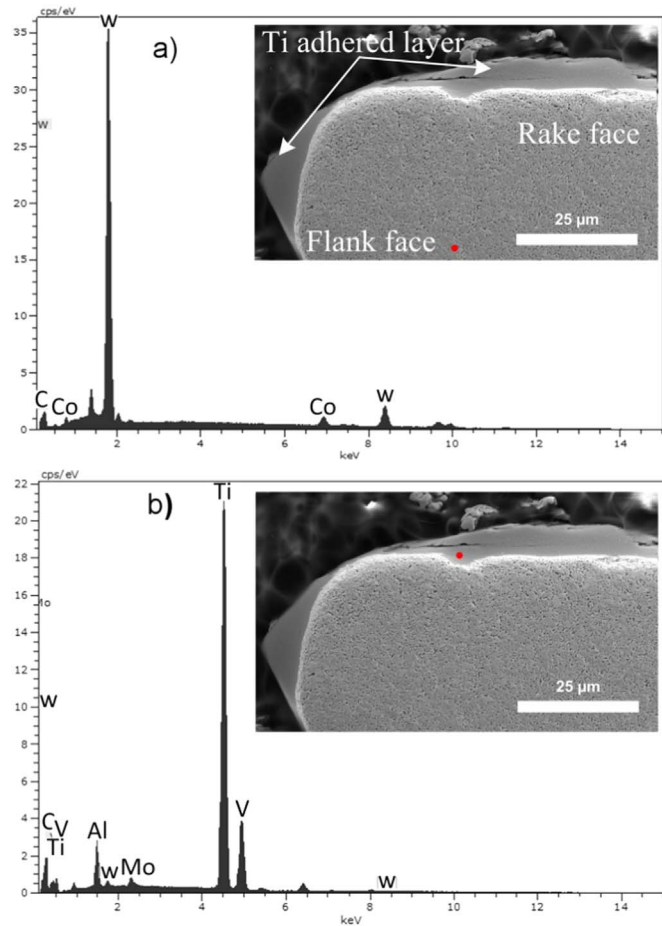 cps/eV
a)
W
35
30
W
25
20
15
10
5
0
C
Co
Co
W
2
4
6
8
10
12
14
keV
Ti adhered layer
Rake face
Flank face
25 µm
cps/eV
b)
Ti
22
20
18
16
Mo
14
12
W
10
8
6
4
2
0
C V
Ti
Al
W
Mo
V
W
2
4
6
8
10
12
14
keV
25 µm